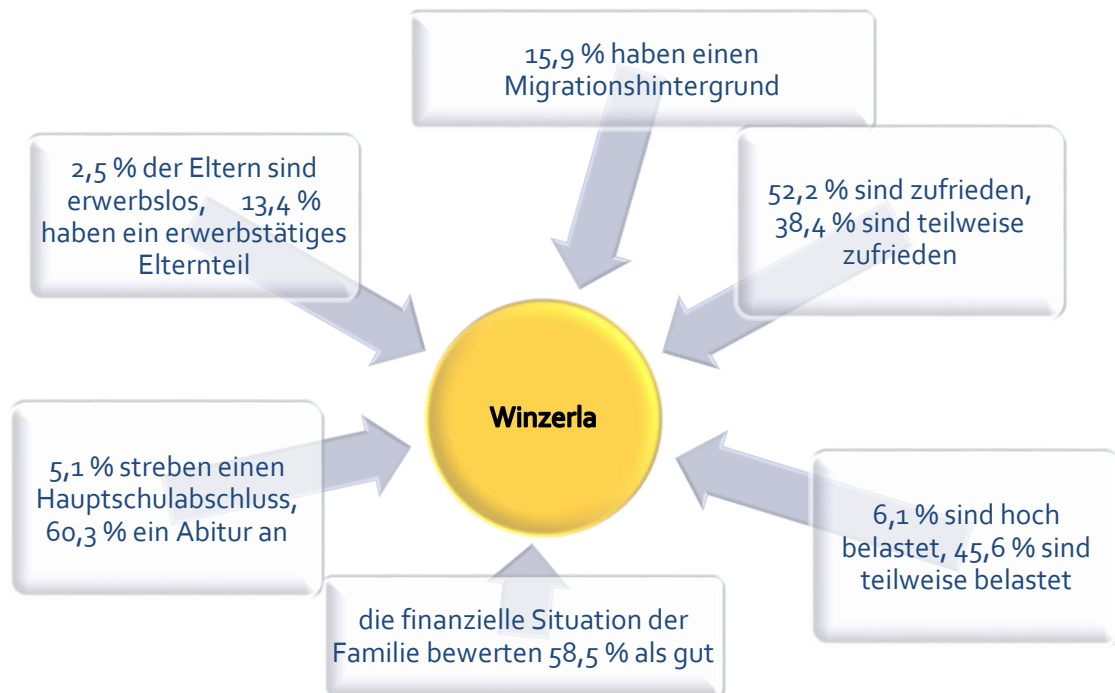 15,9 % haben einen
Migrationshintergrund
2,5 % der Eltern sind
erwerbslos, 13,4 %
haben ein erwerbstätiges
Elternteil
52,2 % sind zufrieden,
38,4 % sind teilweise
zufrieden
Winzerla
5,1 % streben einen
Hauptschulabschluss,
60,3 % ein Abitur an
6,1 % sind hoch
belastet, 45,6 % sind
teilweise belastet
die finanzielle Situation der
Familie bewerten 58,5 % als gut